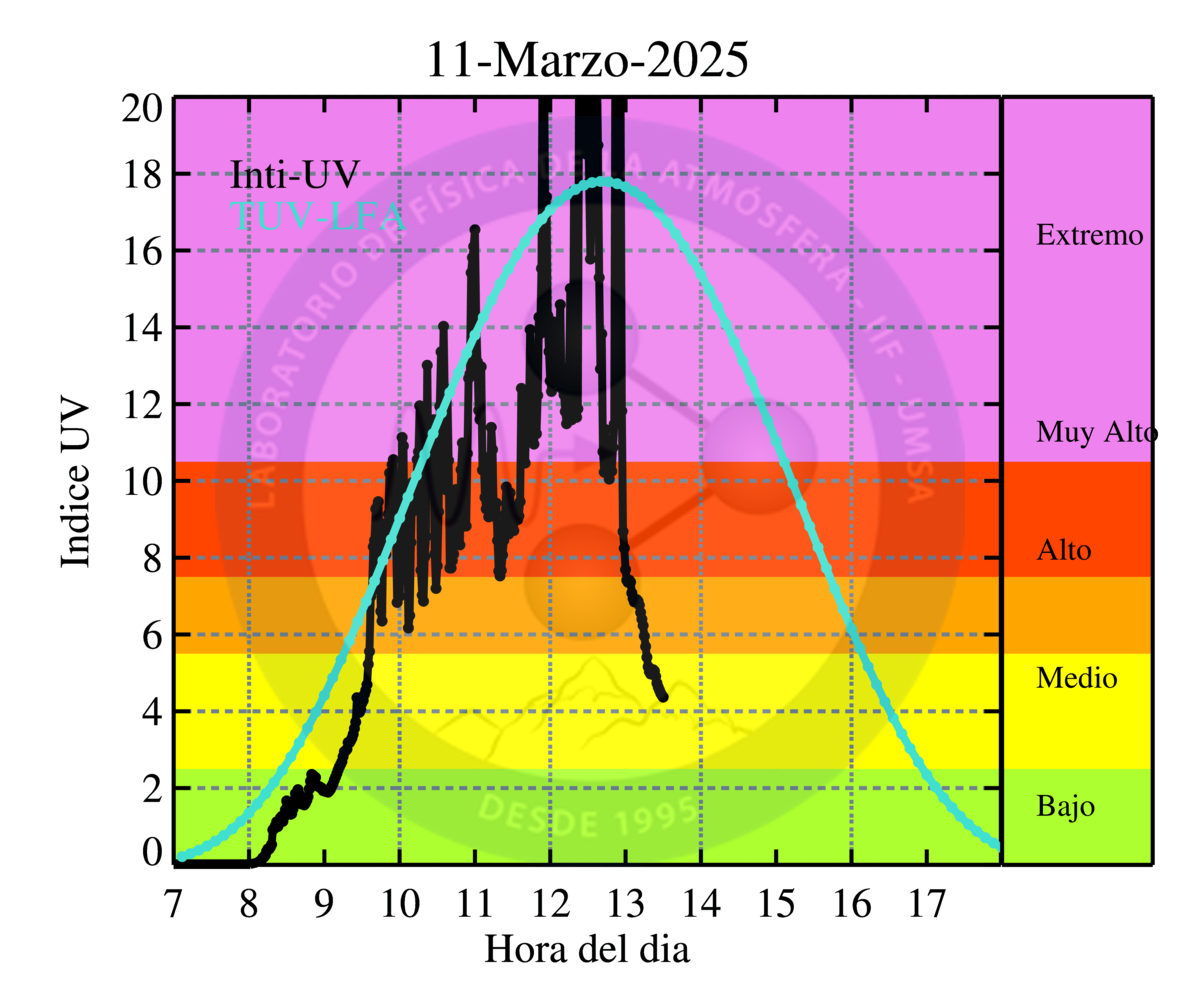 11-Marzo-2025
20
18
16
14
12
10
8
6
4
2
0
Indice UV
Inti-UV
TUV-LFA
LABORATORIO DE FÍSICA DE LA ATMÓSFERA - IIF - UMSA
DESDE 1995
Extremo
Muy Alto
Alto
Medio
Bajo
7 8 9 10 11 12 13 14 15 16 17
Hora del dia